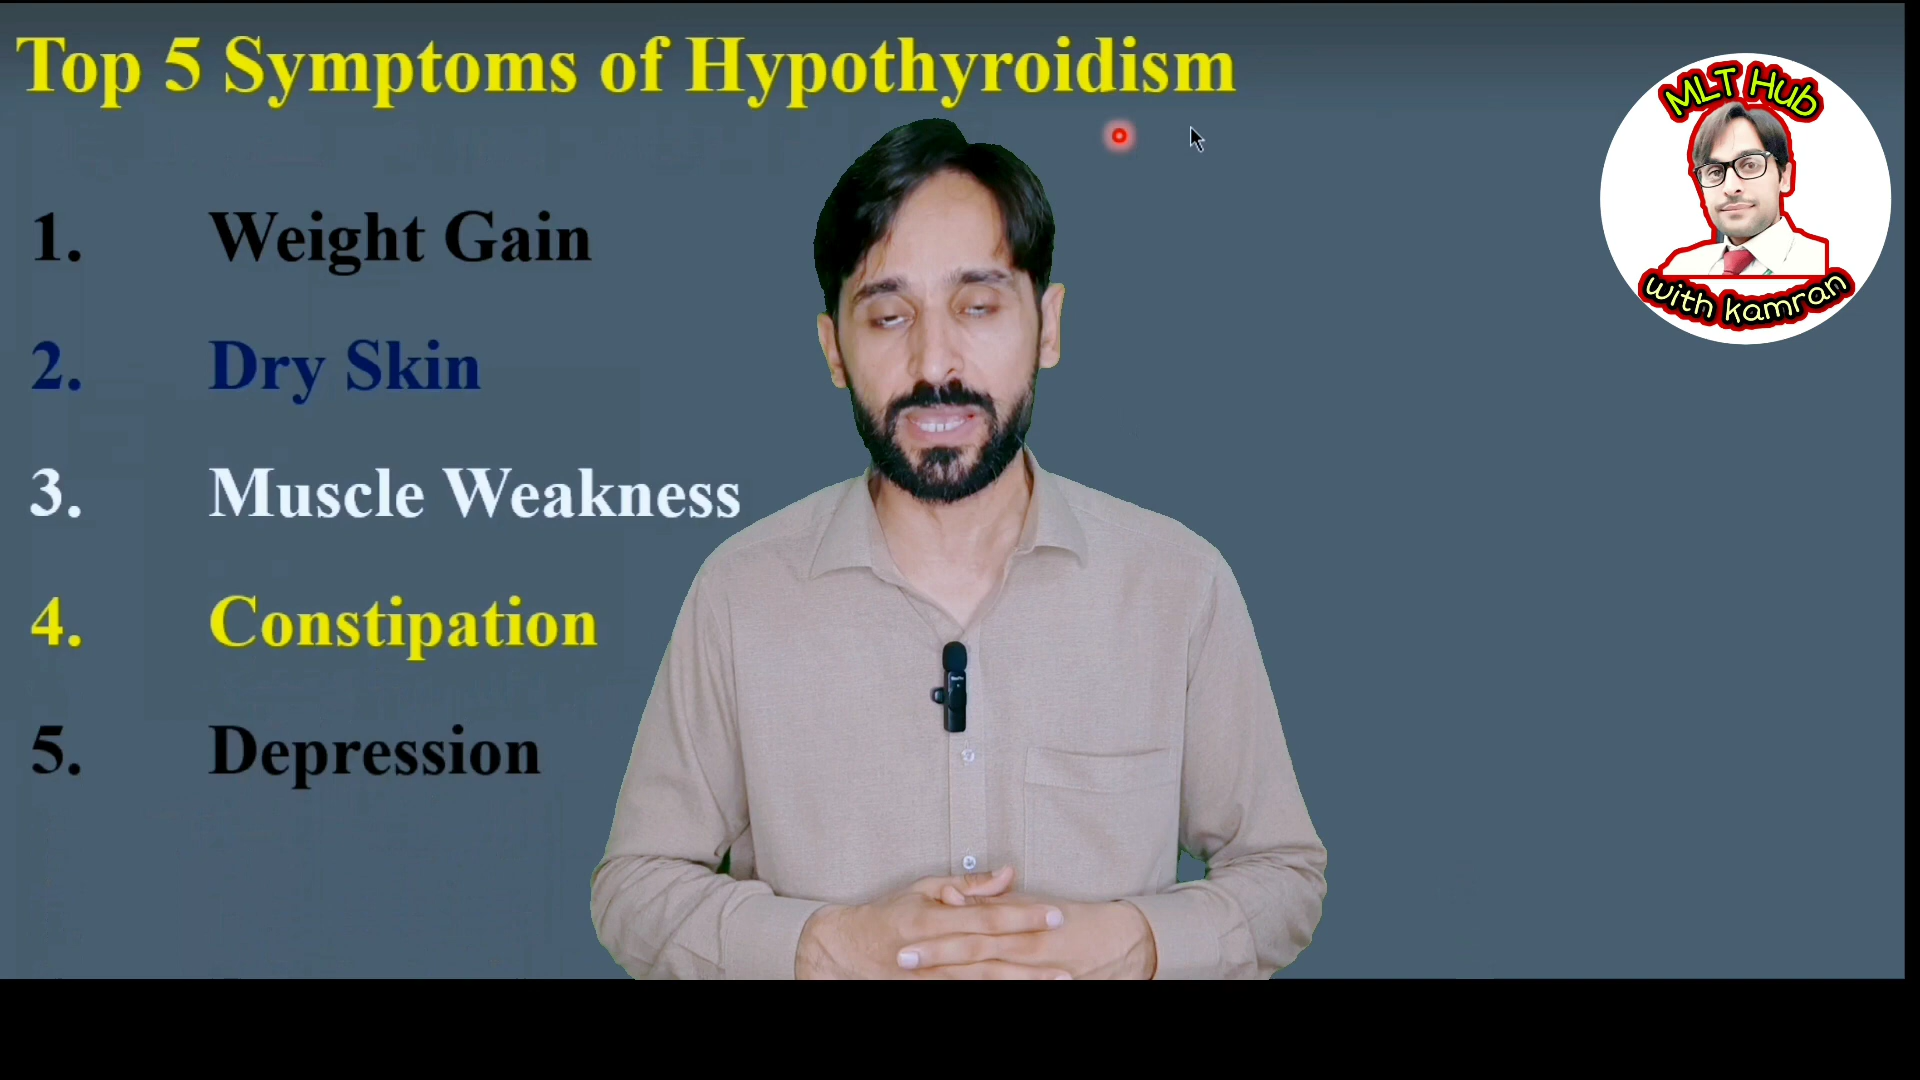 Top 5 Symptoms of Hypothyroidism
1. Weight Gain
2. Dry Skin
3. Muscle Weakness
4. Constipation
5. Depression
MLT Hub
with kamran